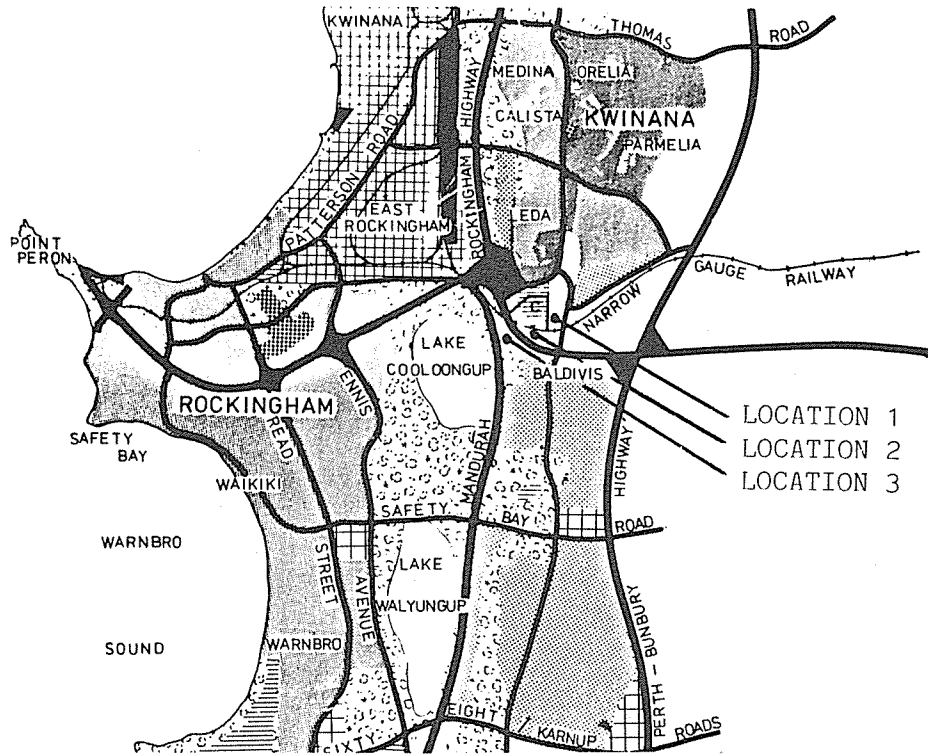 KWINANA
THOMAS
ROAD
MEDINA
ORELIA
HIGHWAY
CALISTA
KWINANA
PARMELIA
PATTERSON ROAD
ROCKINGHAM
EAST
ROCKINGHAM
LEDA
POINT
PERON
GAUGE
RAILWAY
NARROW
LAKE
COOLOONGUP
BALDIVIS
ENNIS
ROCKINGHAM
READ
LOCATION 1
SAFETY
BAY
LOCATION 2
LOCATION 3
WAIKIKI
MANDURAH
HIGHWAY
SAFETY
BAY
ROAD
WARNBRO
STREET
AVENUE
LAKE
WALYUNGUP
SOUND
WARNBRO
PERTH - BUNBURY
SIXTY
EIGHT
KARNUP
ROADS